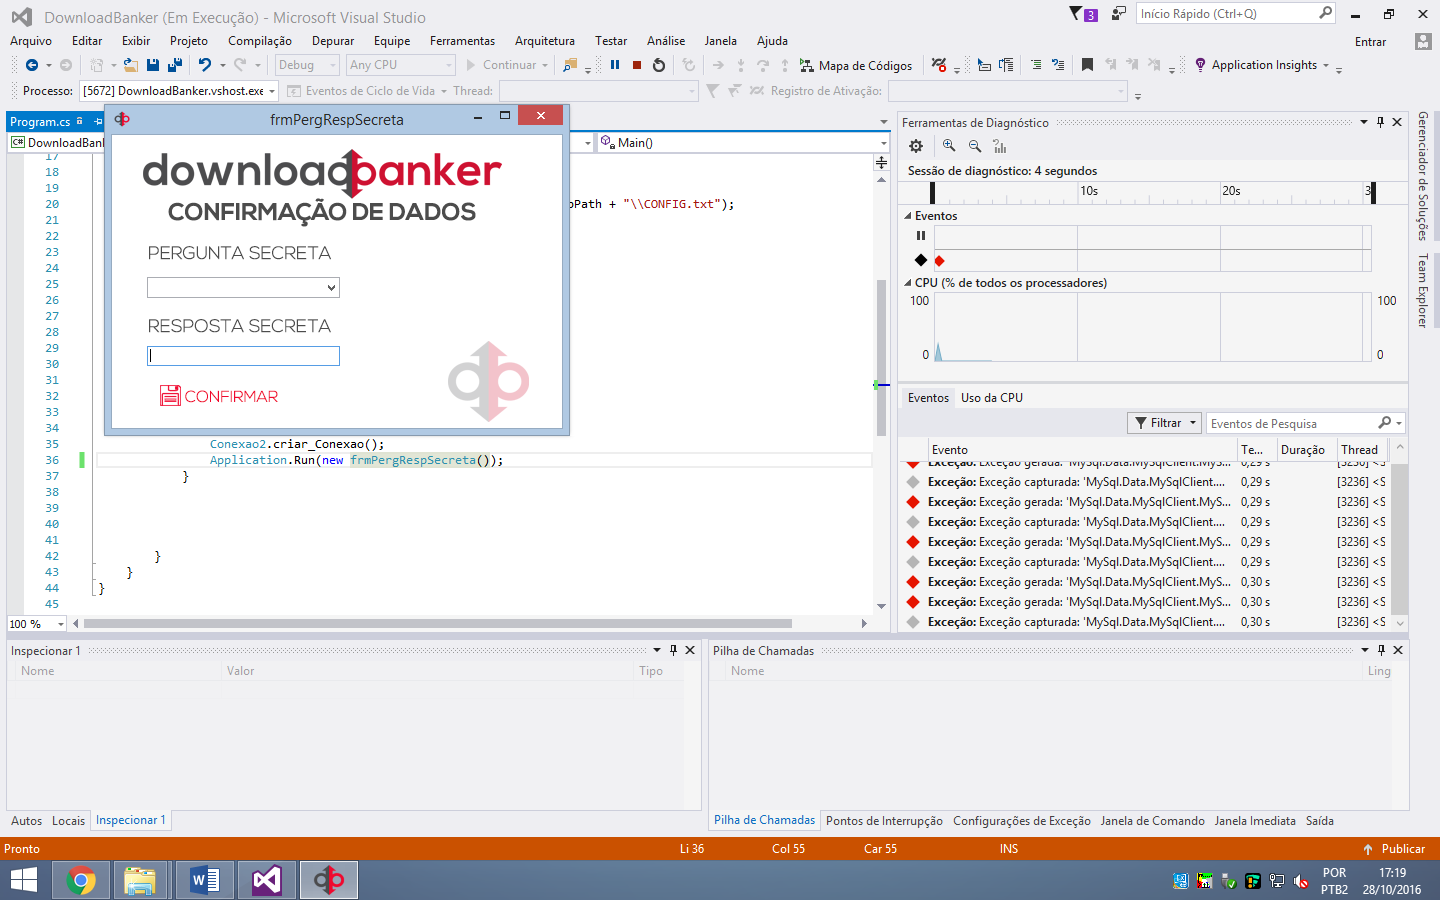 DownloadBanker (Em Execução) - Microsoft Visual Studio
3
Início Rápido (Ctrl+Q)
Arquivo Editar Exibir Projeto Compilação Depurar Equipe Ferramentas Arquitetura Testar Análise Janela Ajuda
Entrar
Debug Any CPU Continuar Mapa de Códigos Application Insights
Processo: [5672] DownloadBanker.vshost.exe Eventos de Ciclo de Vida Thread: Registro de Ativação:
Program.cs
C# DownloadBank
Main()
frmPergRespSecreta
downloadbanker
CONFIRMAÇÃO DE DADOS
PERGUNTA SECRETA
RESPOSTA SECRETA
CONFIRMAR
17
18
19
20 pPath + "\\CONFIG.txt");
21
22
23
24
25
26
27
28
29
30
31
32
33
34
35 Conexao2.criar_Conexao();
36 Application.Run(new frmPergRespSecreta());
37 }
38
39
40
41
42 }
43 }
44 }
45
100 %
Ferramentas de Diagnóstico
Sessão de diagnóstico: 4 segundos
10s 20s 3
Eventos
CPU (% de todos os processadores)
100 100
0 0
Eventos Uso da CPU
Filtrar Eventos de Pesquisa
Evento Te... Duração Thread
Exceção: Exceção gerada: 'MySql.Data.MySqlClient.MyS... 0,29 s [3236] <S
Exceção: Exceção capturada: 'MySql.Data.MySqlClient.... 0,29 s [3236] <S
Exceção: Exceção gerada: 'MySql.Data.MySqlClient.MyS... 0,29 s [3236] <S
Exceção: Exceção capturada: 'MySql.Data.MySqlClient.... 0,29 s [3236] <S
Exceção: Exceção gerada: 'MySql.Data.MySqlClient.MyS... 0,29 s [3236] <S
Exceção: Exceção capturada: 'MySql.Data.MySqlClient.... 0,29 s [3236] <S
Exceção: Exceção gerada: 'MySql.Data.MySqlClient.MyS... 0,30 s [3236] <S
Exceção: Exceção gerada: 'MySql.Data.MySqlClient.MyS... 0,30 s [3236] <S
Exceção: Exceção capturada: 'MySql.Data.MySqlClient.... 0,30 s [3236] <S
Gerenciador de Soluções
Team Explorer
Inspecionar 1
Nome Valor Tipo
Autos Locais Inspecionar 1
Pilha de Chamadas
Nome Ling
Pilha de Chamadas Pontos de Interrupção Configurações de Exceção Janela de Comando Janela Imediata Saída
Pronto Li 36 Col 55 Car 55 INS Publicar
POR
PTB2
17:19
28/10/2016